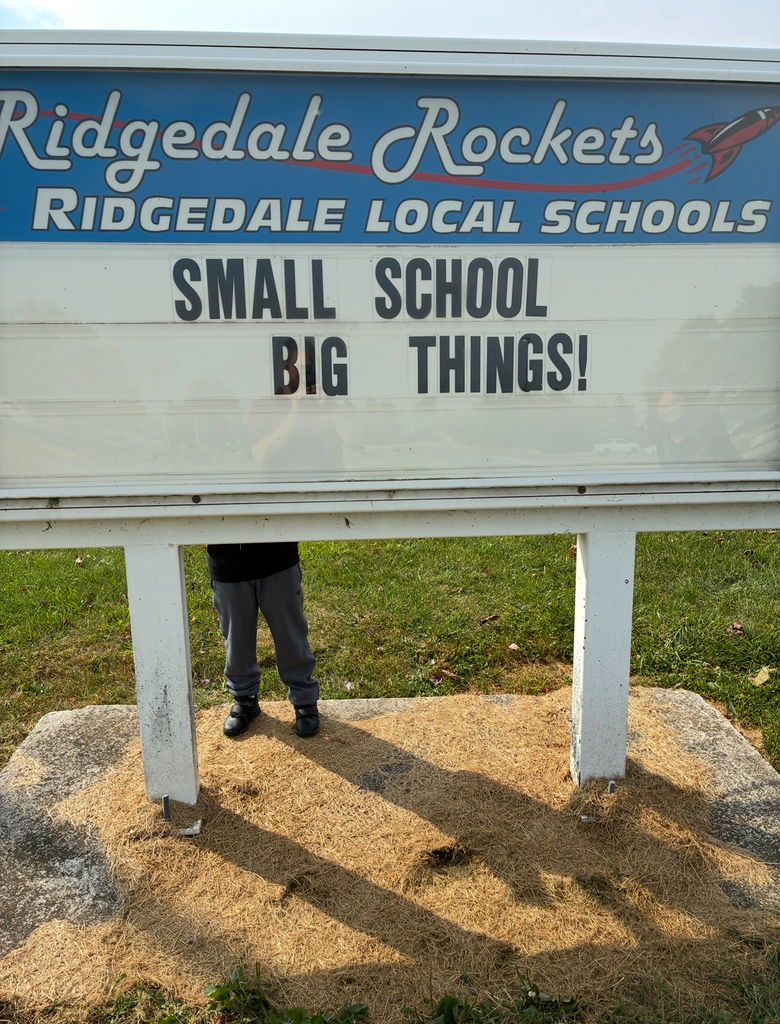 Ridgedale Rockets
RIDGEDALE LOCAL SCHOOLS
SMALL SCHOOL
BIG THINGS!